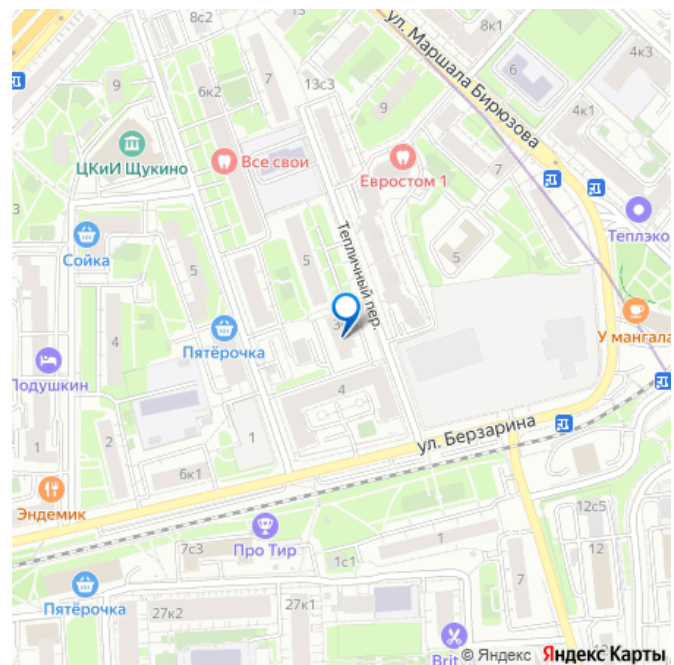 8с2
8к1
ул. Маршала Бирюзова
4к3
9
6к2
7
13с3
6
9
4к1
ЦКиИ Щукино
Все свои
Евростом 1
7
Теплэко
Сойка
Тепличный пер.
5
5
5
У мангала
4
Пятёрочка
Подушкин
4
1
2
1
ул. Берзарина
6к1
Эндемик
12с5
7с3
Про Тир
1
12
1с1
7
Пятёрочка
27к2
27к1
Brit
© Яндекс Яндекс Карты